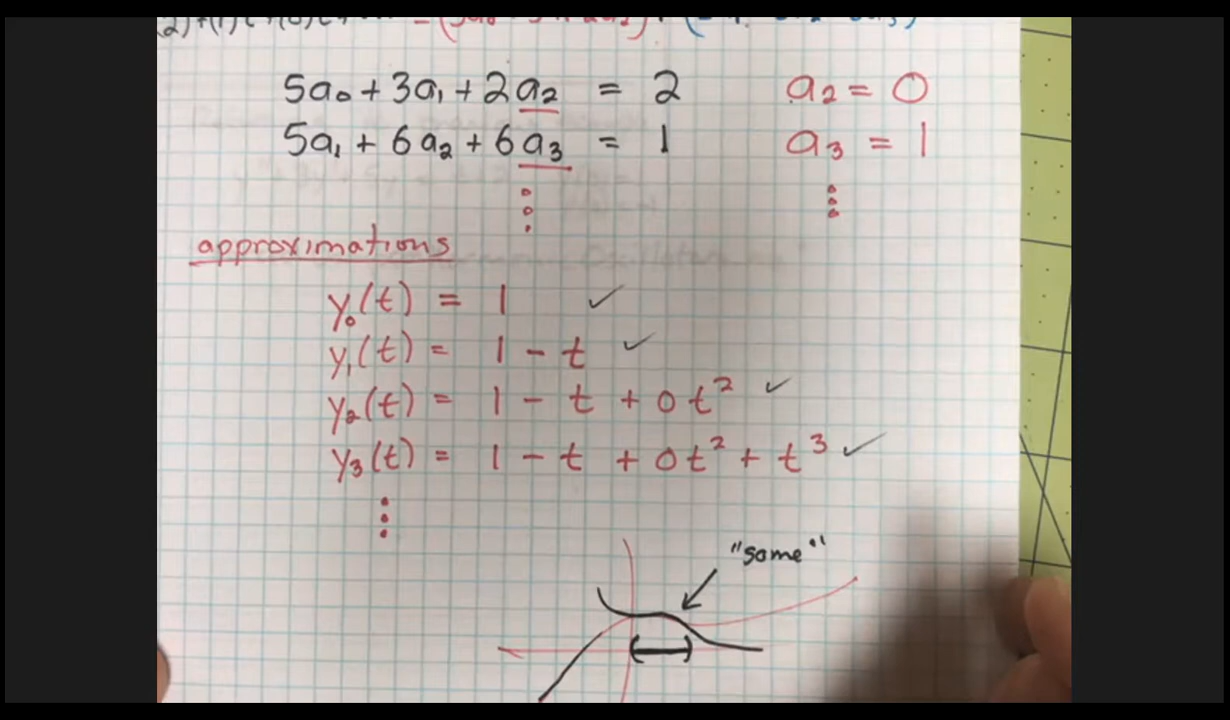 5a₀ + 3a₁ + 2a₂ = 2 a₂ = 0
5a₁ + 6a₂ + 6a₃ = 1 a₃ = 1
approximations
y₀(t) = 1 ✓
y₁(t) = 1 - t ✓
y₂(t) = 1 - t + 0t² ✓
y₃(t) = 1 - t + 0t² + t³ ✓
"same"